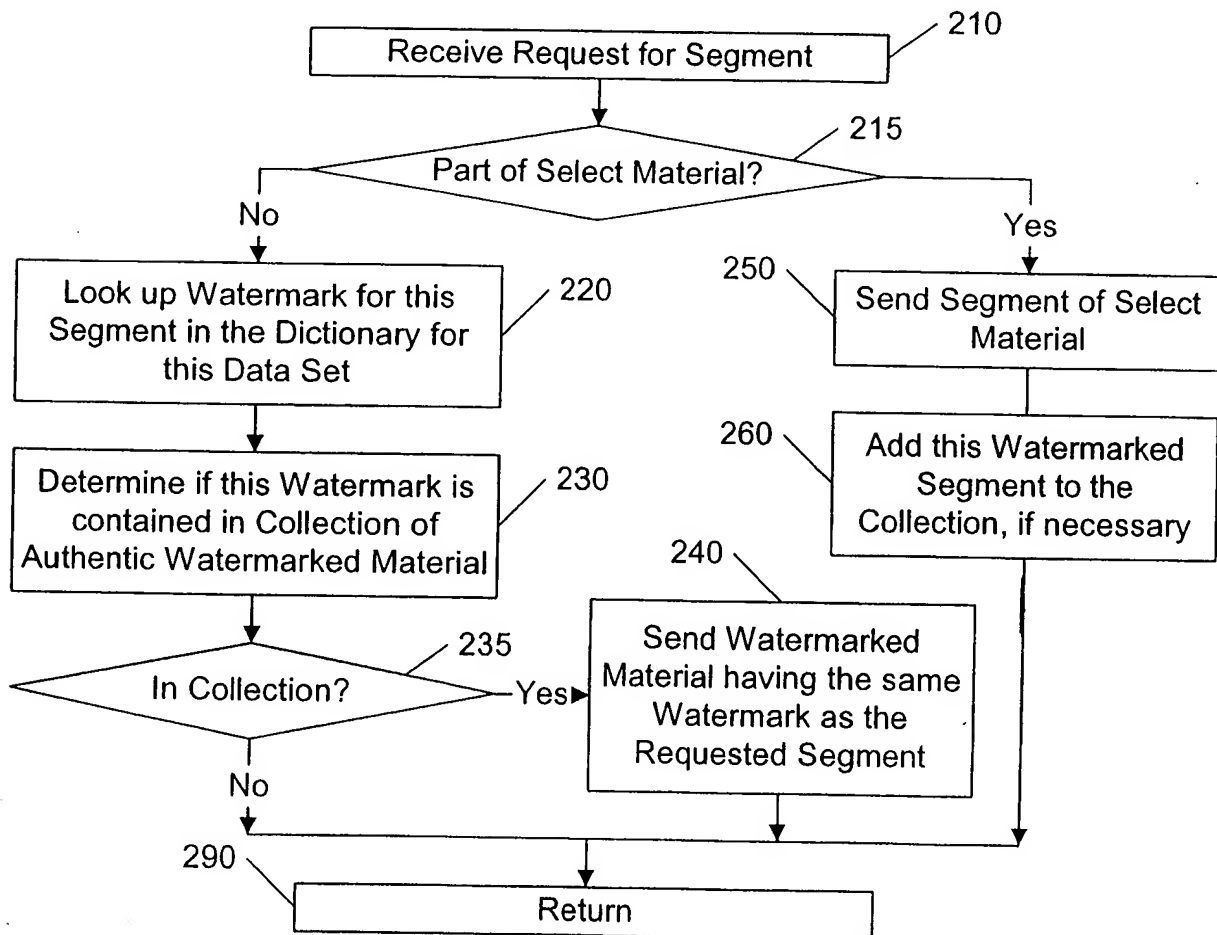 Receive Request for Segment
210
Part of Select Material?
215
No
Yes
Look up Watermark for this
Segment in the Dictionary for
this Data Set
220
250
Send Segment of Select
Material
Determine if this Watermark is
contained in Collection of
Authentic Watermarked Material
230
260
Add this Watermarked
Segment to the
Collection, if necessary
In Collection?
235
Yes
240
Send Watermarked
Material having the same
Watermark as the
Requested Segment
No
290
Return